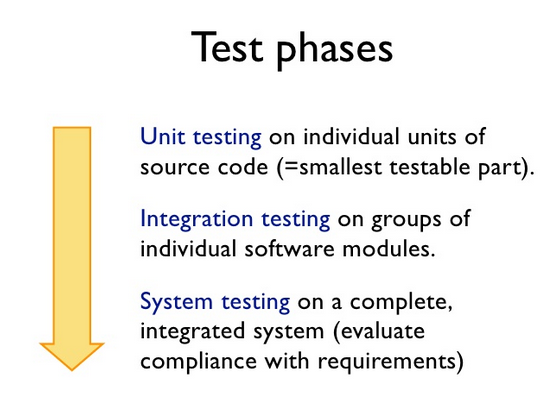 Test phases
Unit testing on individual units of
source code (=smallest testable part).
Integration testing on groups of
individual software modules.
System testing on a complete,
integrated system (evaluate
compliance with requirements)